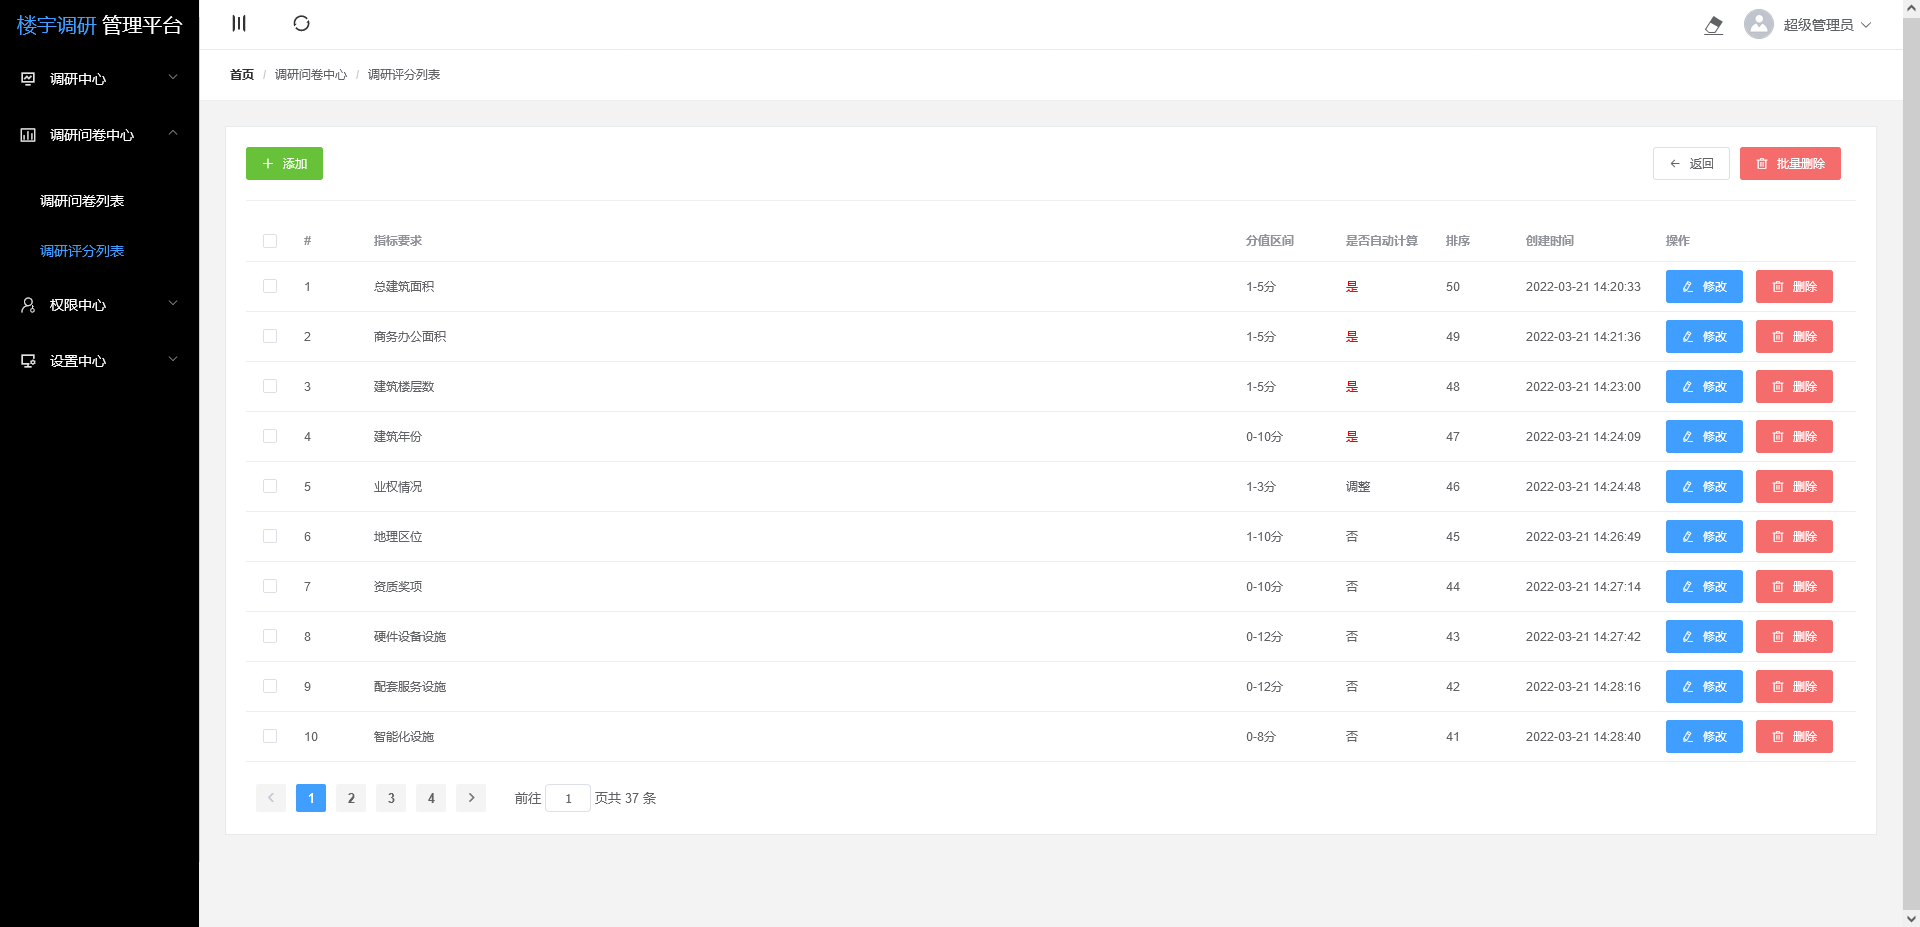 楼宇调研 管理平台
超级管理员
调研中心
调研问卷中心
调研问卷列表
调研评分列表
权限中心
设置中心
首页 / 调研问卷中心 / 调研评分列表
添加 返回 批量删除
# 指标要求 分值区间 是否自动计算 排序 创建时间 操作
1 总建筑面积 1-5分 是 50 2022-03-21 14:20:33 修改 删除
2 商务办公面积 1-5分 是 49 2022-03-21 14:21:36 修改 删除
3 建筑楼层数 1-5分 是 48 2022-03-21 14:23:00 修改 删除
4 建筑年份 0-10分 是 47 2022-03-21 14:24:09 修改 删除
5 业权情况 1-3分 调整 46 2022-03-21 14:24:48 修改 删除
6 地理区位 1-10分 否 45 2022-03-21 14:26:49 修改 删除
7 资质奖项 0-10分 否 44 2022-03-21 14:27:14 修改 删除
8 硬件设备设施 0-12分 否 43 2022-03-21 14:27:42 修改 删除
9 配套服务设施 0-12分 否 42 2022-03-21 14:28:16 修改 删除
10 智能化设施 0-8分 否 41 2022-03-21 14:28:40 修改 删除
1 2 3 4 前往 1 页共 37 条